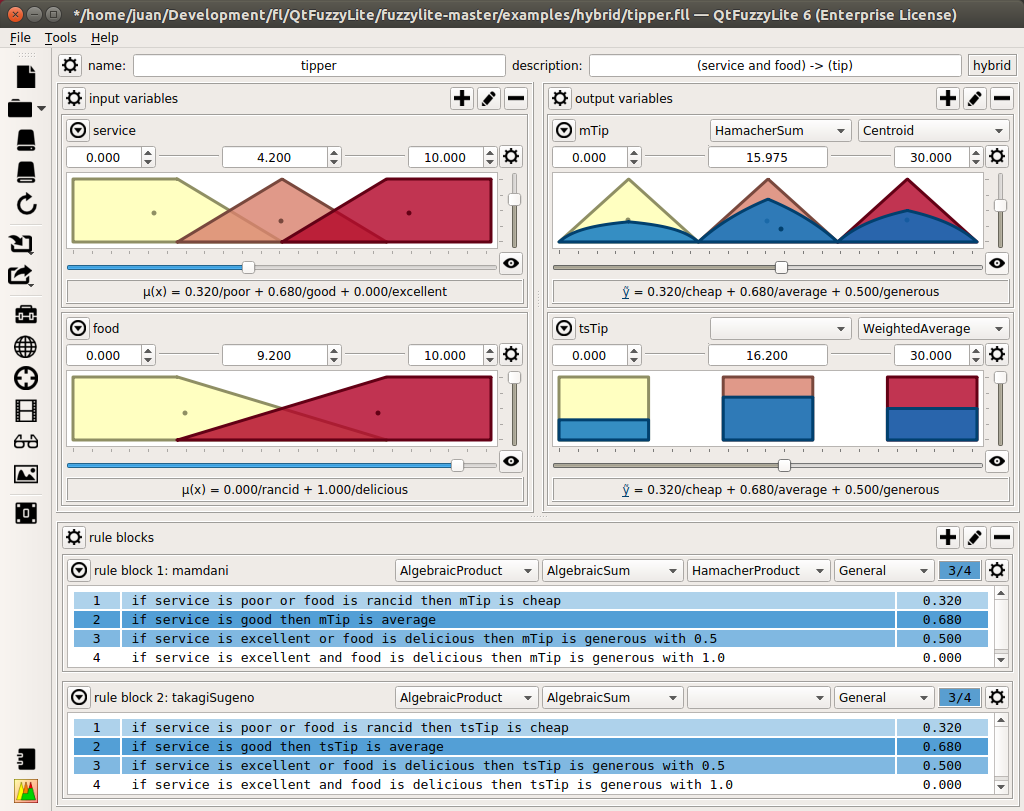 */home/juan/Development/fl/QtFuzzyLite/fuzzylite-master/examples/hybrid/tipper.fll — QtFuzzyLite 6 (Enterprise License)
File Tools Help
name: tipper description: (service and food) -> (tip) hybrid
input variables
service
0.000 4.200 10.000
μ(x) = 0.320/poor + 0.680/good + 0.000/excellent
food
0.000 9.200 10.000
μ(x) = 0.000/rancid + 1.000/delicious
output variables
mTip HamacherSum Centroid
0.000 15.975 30.000
ỹ = 0.320/cheap + 0.680/average + 0.500/generous
tsTip WeightedAverage
0.000 16.200 30.000
ỹ = 0.320/cheap + 0.680/average + 0.500/generous
rule blocks
rule block 1: mamdani AlgebraicProduct AlgebraicSum HamacherProduct General 3/4
1 if service is poor or food is rancid then mTip is cheap 0.320
2 if service is good then mTip is average 0.680
3 if service is excellent or food is delicious then mTip is generous with 0.5 0.500
4 if service is excellent and food is delicious then mTip is generous with 1.0 0.000
rule block 2: takagiSugeno AlgebraicProduct AlgebraicSum General 3/4
1 if service is poor or food is rancid then tsTip is cheap 0.320
2 if service is good then tsTip is average 0.680
3 if service is excellent or food is delicious then tsTip is generous with 0.5 0.500
4 if service is excellent and food is delicious then tsTip is generous with 1.0 0.000